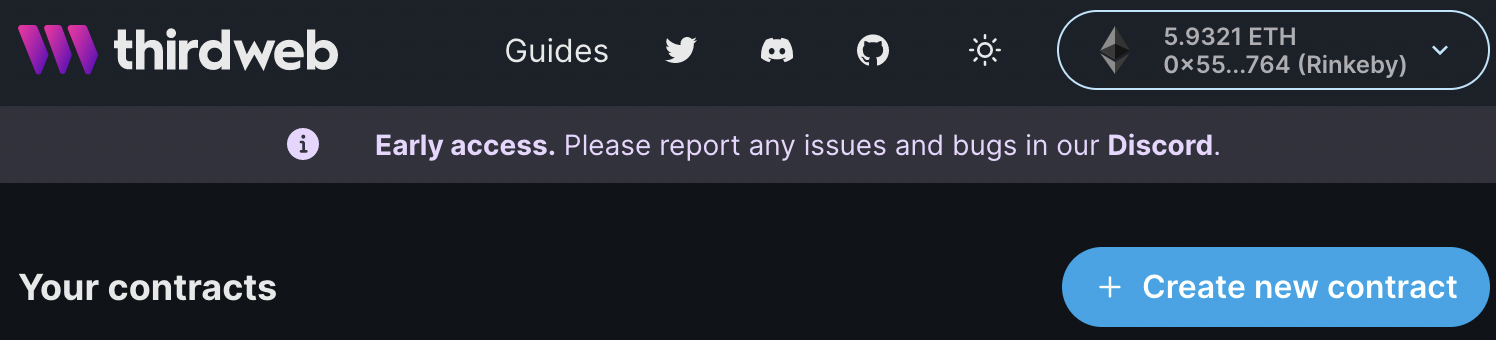 thirdweb
Guides
5.9321 ETH
0×55...764 (Rinkeby)
Early access. Please report any issues and bugs in our Discord.
Your contracts
+ Create new contract